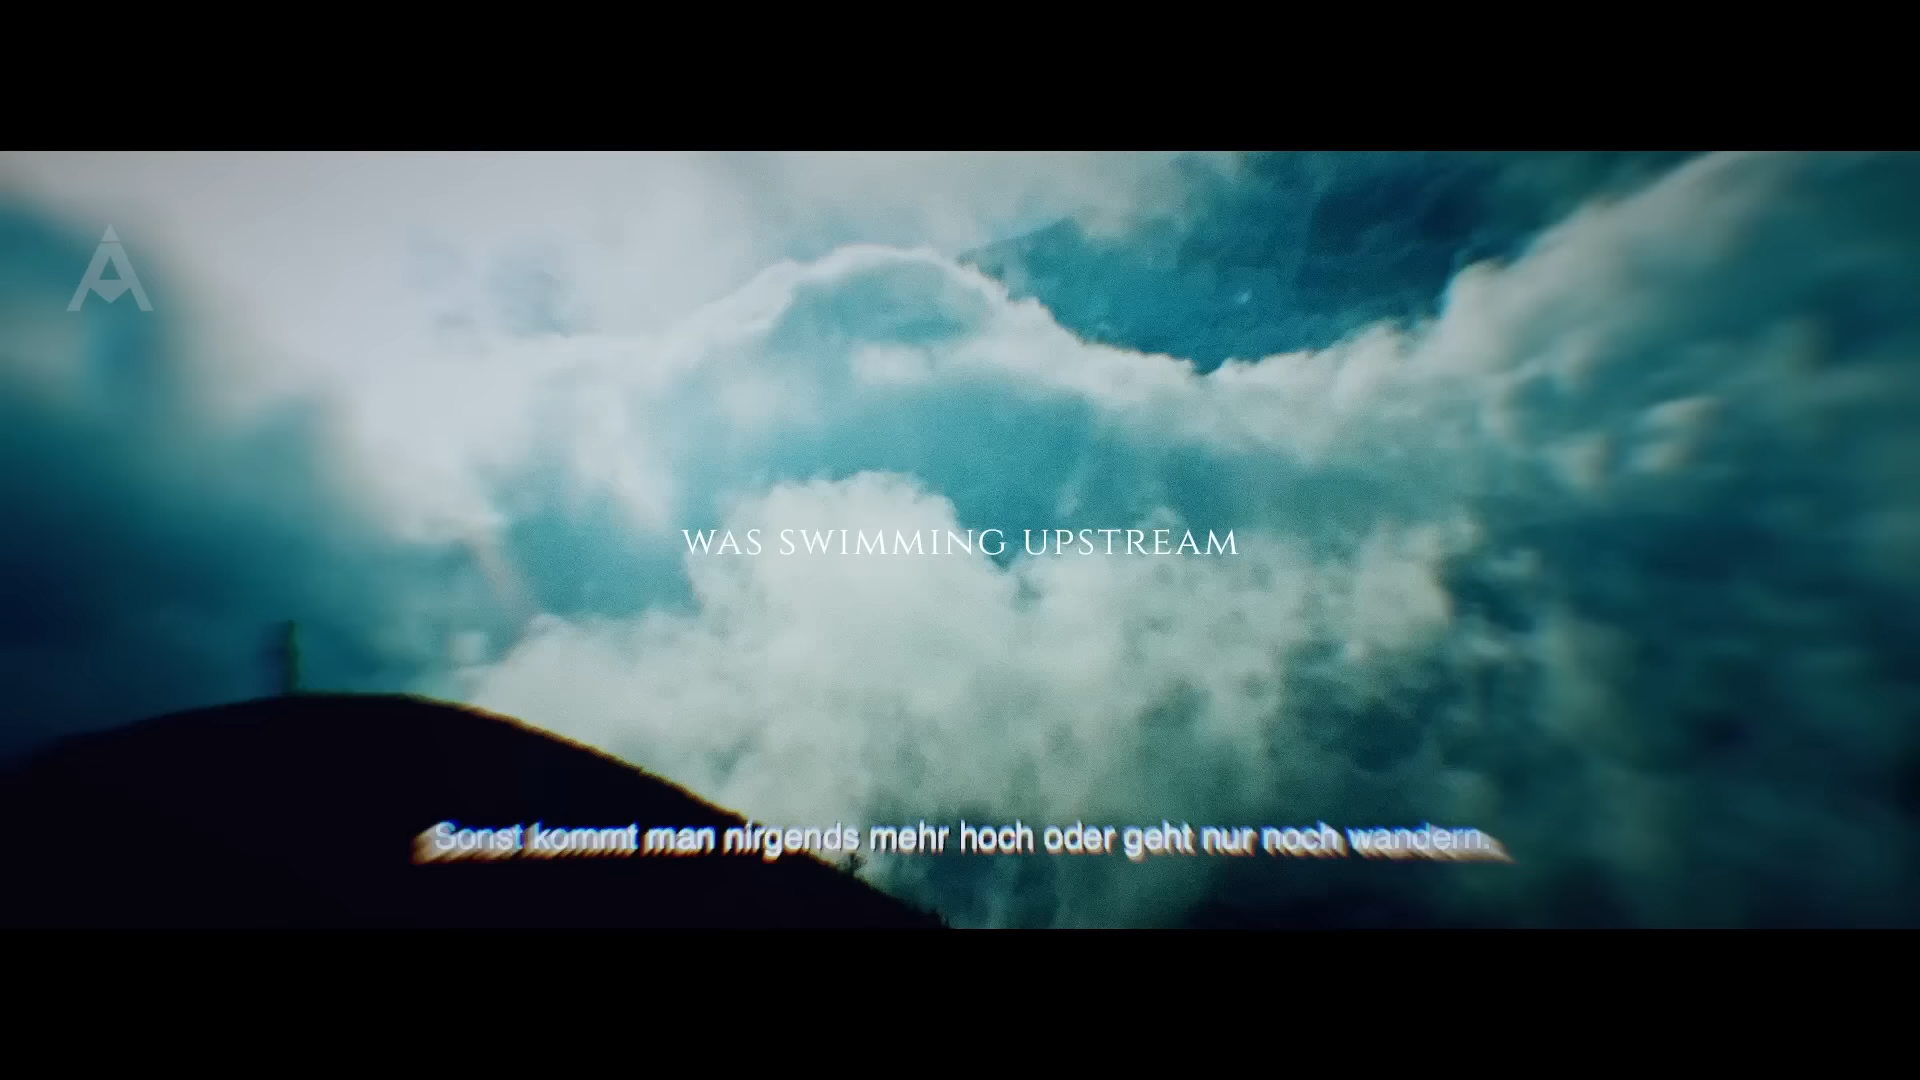 WAS SWIMMING UPSTREAM
Sonst kommt man nirgends mehr hoch oder geht nur noch wandern.